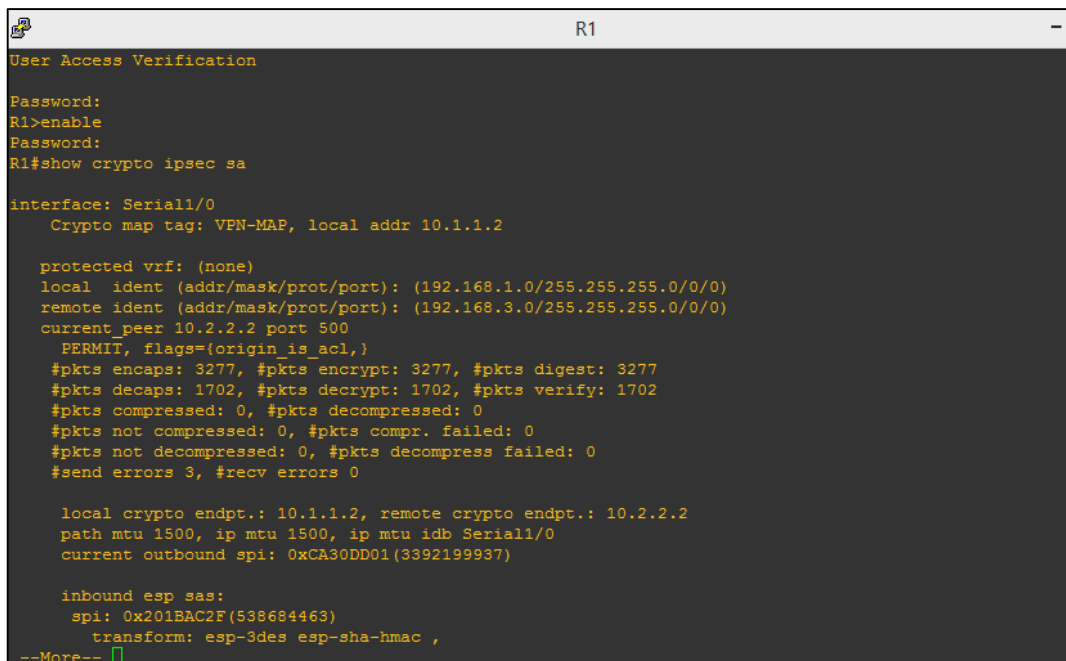 R1
User Access Verification
Password:
R1>enable
Password:
R1#show crypto ipsec sa
interface: Serial1/0
Crypto map tag: VPN-MAP, local addr 10.1.1.2
protected vrf: (none)
local  ident (addr/mask/prot/port): (192.168.1.0/255.255.255.0/0/0)
remote ident (addr/mask/prot/port): (192.168.3.0/255.255.255.0/0/0)
current_peer 10.2.2.2 port 500
PERMIT, flags={origin_is_acl,}
#pkts encaps: 3277, #pkts encrypt: 3277, #pkts digest: 3277
#pkts decaps: 1702, #pkts decrypt: 1702, #pkts verify: 1702
#pkts compressed: 0, #pkts decompressed: 0
#pkts not compressed: 0, #pkts compr. failed: 0
#pkts not decompressed: 0, #pkts decompress failed: 0
#send errors 3, #recv errors 0
local crypto endpt.: 10.1.1.2, remote crypto endpt.: 10.2.2.2
path mtu 1500, ip mtu 1500, ip mtu idb Serial1/0
current outbound spi: 0xCA30DD01(3392199937)
inbound esp sas:
spi: 0x201BAC2F(538684463)
transform: esp-3des esp-sha-hmac ,
--More--